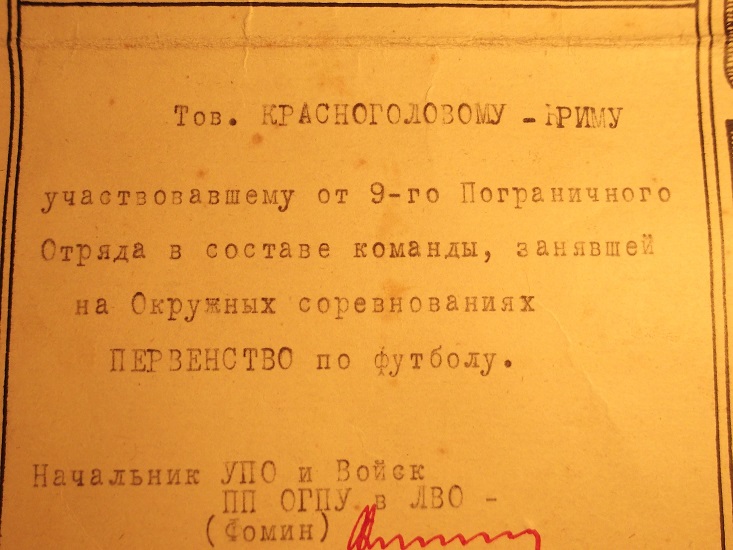 Тов. КРАСНОГОЛОВОМУ - КРИМУ
участвовавшему от 9-го Пограничного
Отряда в составе команды, занявшей
на Окружных соревнованиях
ПЕРВЕНСТВО по футболу.
Начальник УПО и Войск
ПП ОГПУ в ЛВО -
(Фомин)